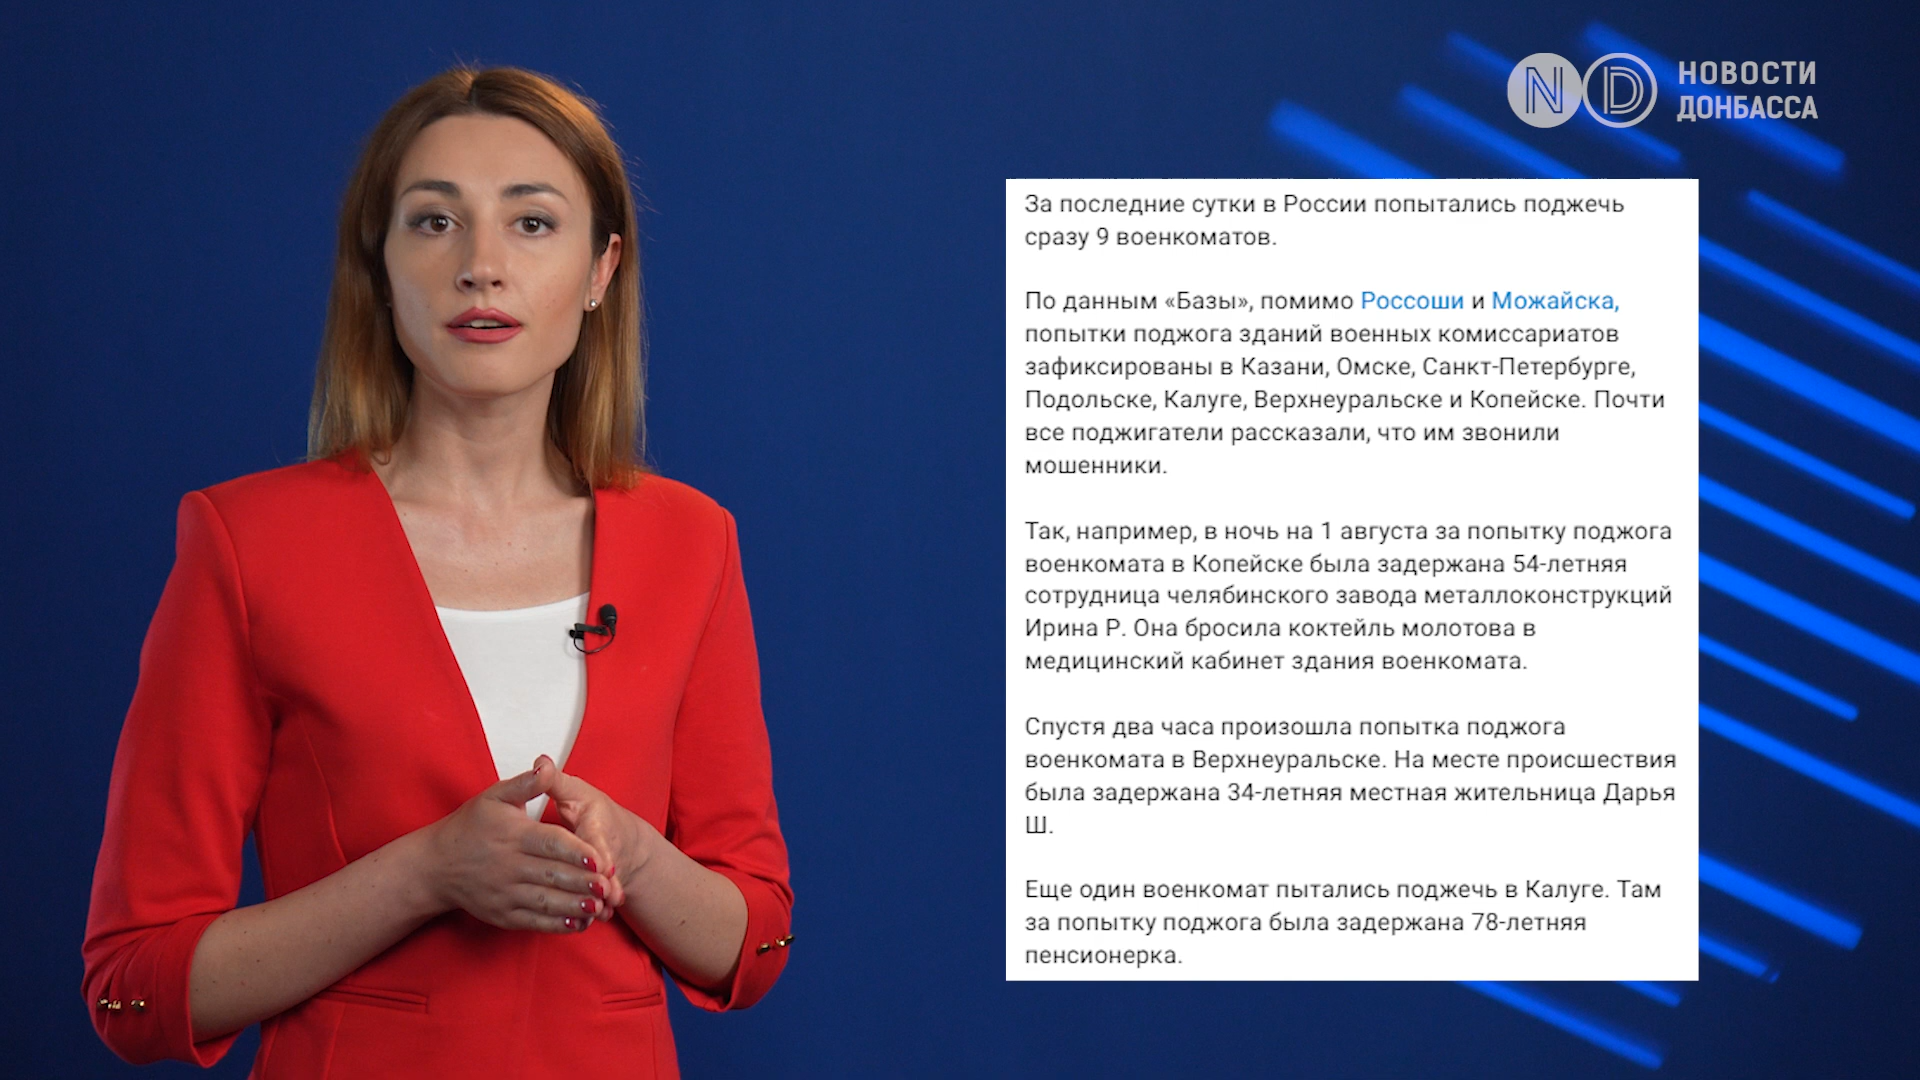 ND НОВОСТИ
ДОНБАССА
За последние сутки в России попытались поджечь
сразу 9 военкоматов.
По данным «Базы», помимо Россоши и Можайска,
попытки поджога зданий военных комиссариатов
зафиксированы в Казани, Омске, Санкт-Петербурге,
Подольске, Калуге, Верхнеуральске и Копейске. Почти
все поджигатели рассказали, что им звонили
мошенники.
Так, например, в ночь на 1 августа за попытку поджога
военкомата в Копейске была задержана 54-летняя
сотрудница челябинского завода металлоконструкций
Ирина Р. Она бросила коктейль молотова в
медицинский кабинет здания военкомата.
Спустя два часа произошла попытка поджога
военкомата в Верхнеуральске. На месте происшествия
была задержана 34-летняя местная жительница Дарья
Ш.
Еще один военкомат пытались поджечь в Калуге. Там
за попытку поджога была задержана 78-летняя
пенсионерка.